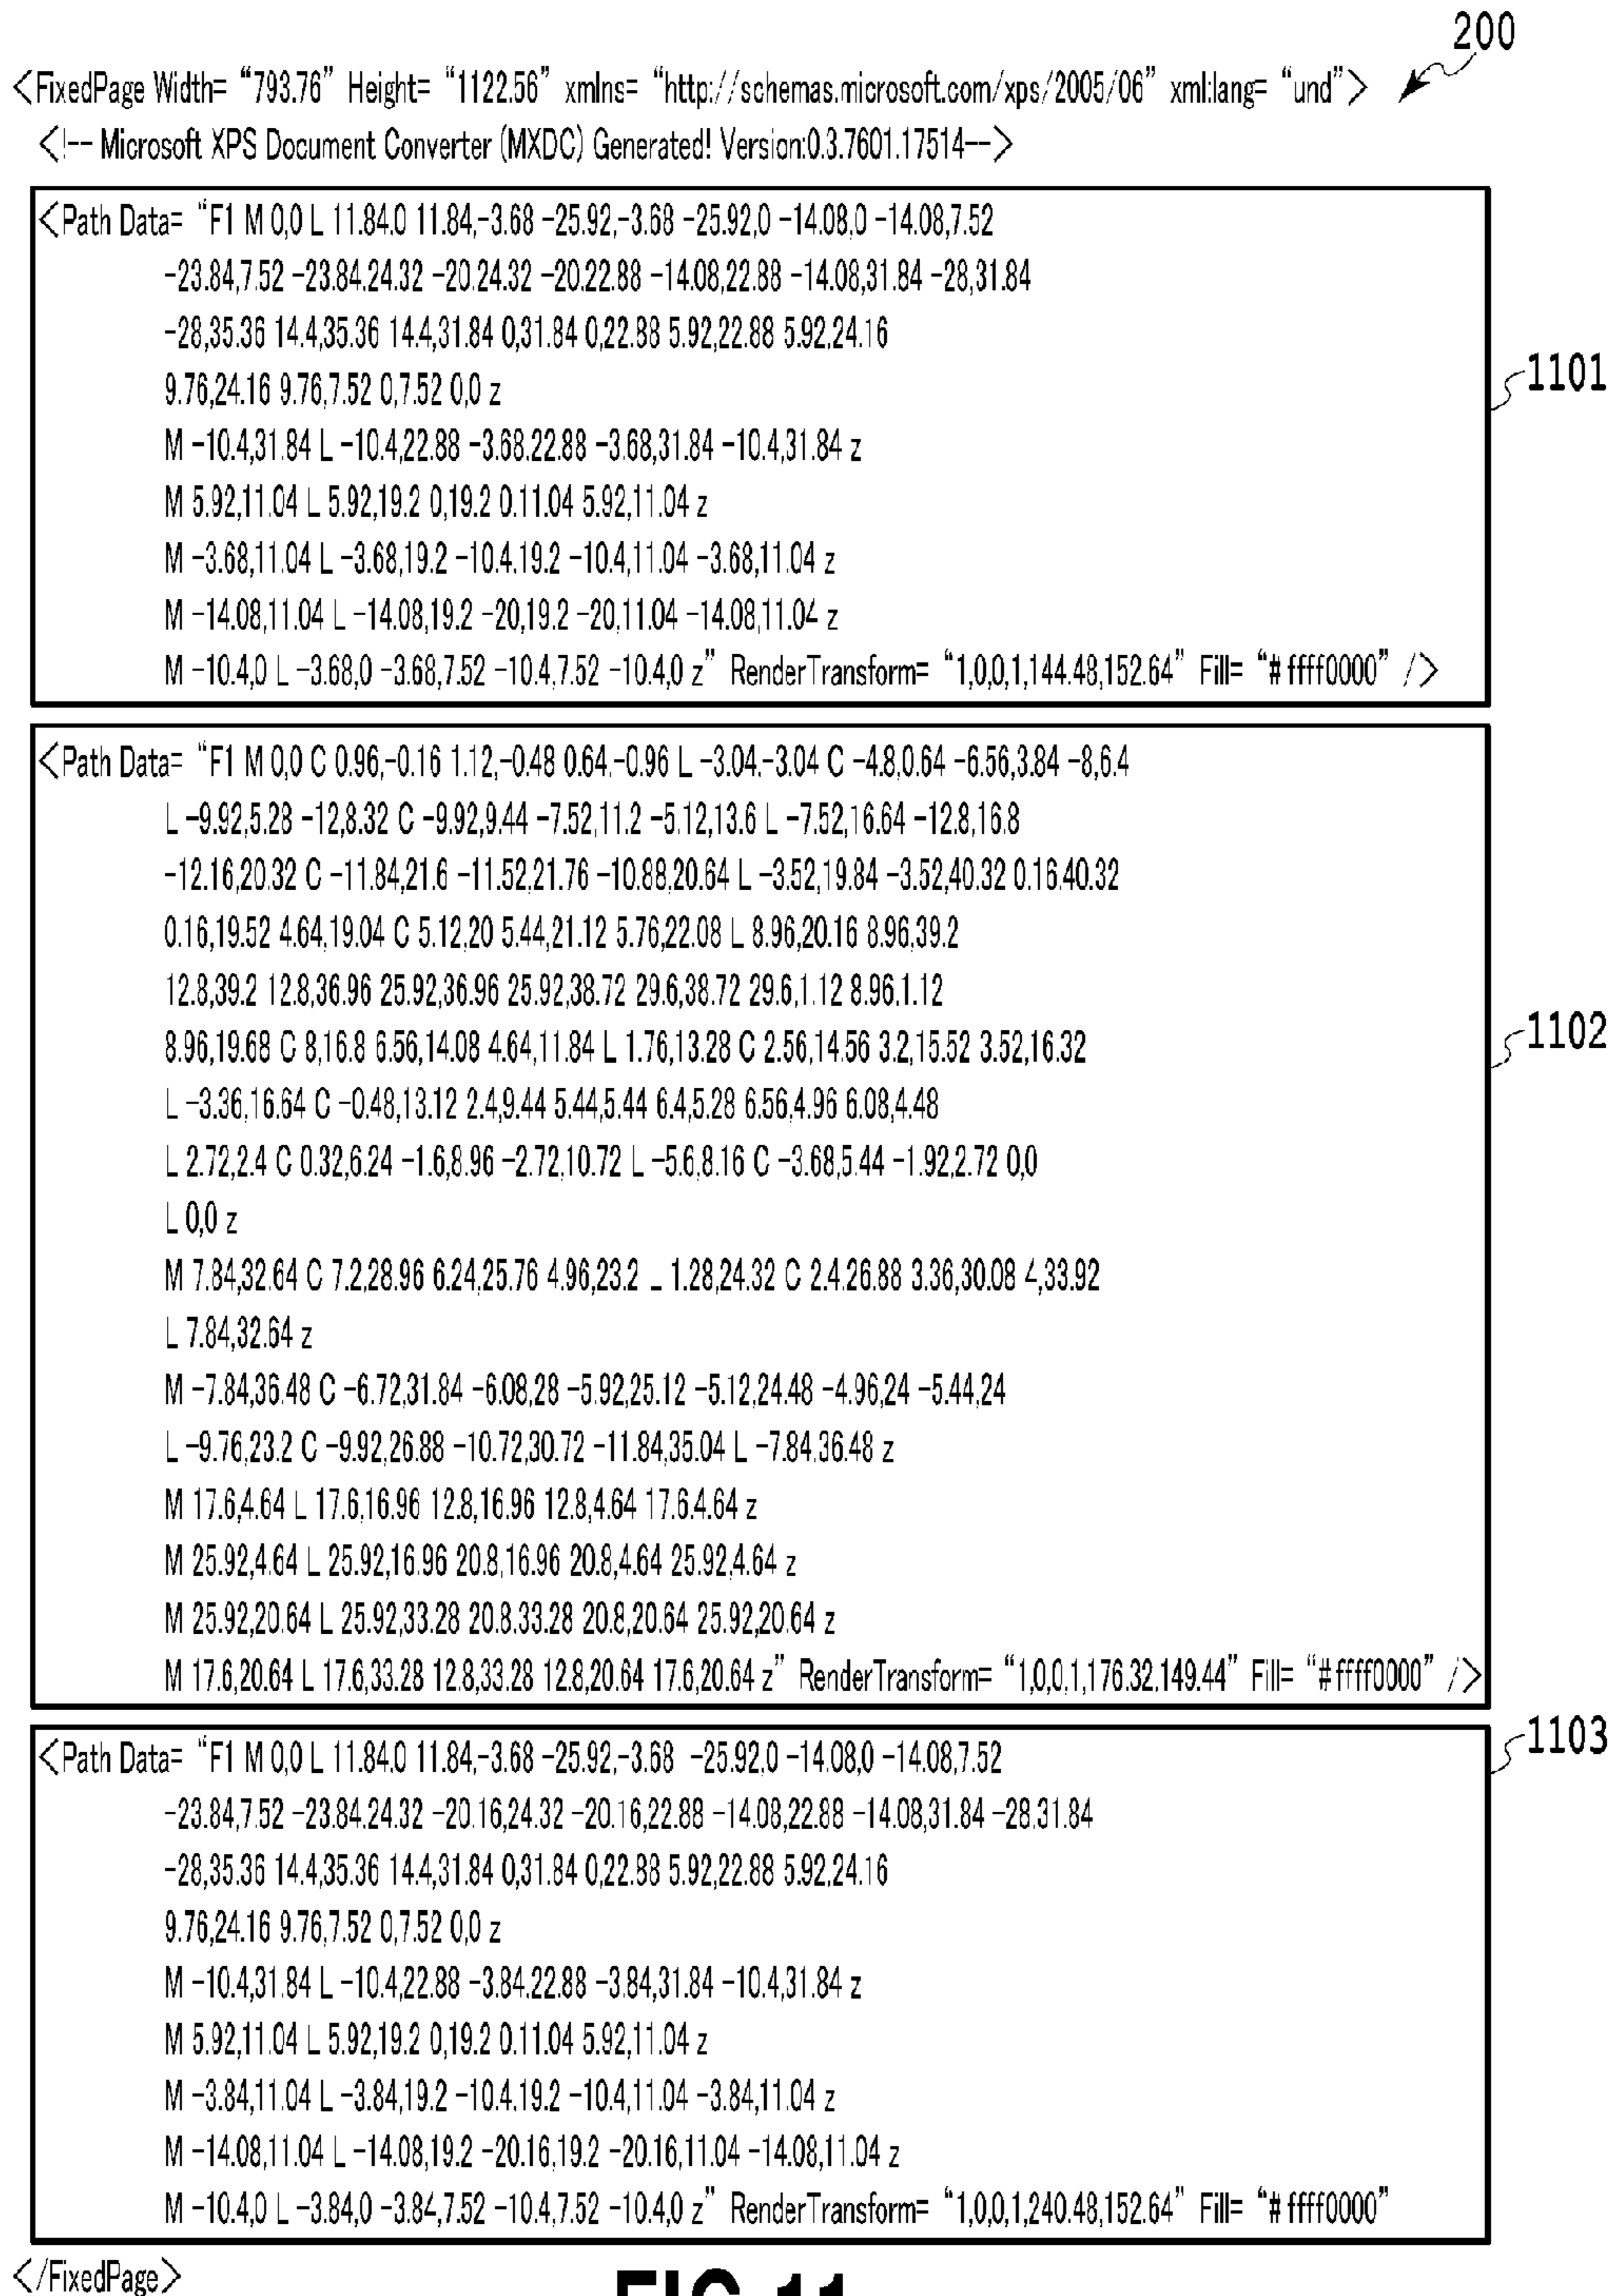 200
<FixedPage Width= “793.76” Height= “1122.56” xmlns= “http://schemas.microsoft.com/xps/2005/06” xml:lang= “und”>
<!-- Microsoft XPS Document Converter (MXDC) Generated! Version:0.3.7601.17514-->
<Path Data= “F1 M 0,0 L 11.84,0 11.84,-3.68 -25.92,-3.68 -25.92,0 -14.08,0 -14.08,7.52
-23.84,7.52 -23.84,24.32 -20,24.32 -20,22.88 -14.08,22.88 -14.08,31.84 -28,31.84
-28,35.36 14.4,35.36 14.4,31.84 0,31.84 0,22.88 5.92,22.88 5.92,24.16
9.76,24.16 9.76,7.52 0,7.52 0,0 z
M -10.4,31.84 L -10.4,22.88 -3.68,22.88 -3.68,31.84 -10.4,31.84 z
M 5.92,11.04 L 5.92,19.2 0,19.2 0,11.04 5.92,11.04 z
M -3.68,11.04 L -3.68,19.2 -10.4,19.2 -10.4,11.04 -3.68,11.04 z
M -14.08,11.04 L -14.08,19.2 -20,19.2 -20,11.04 -14.08,11.04 z
M -10.4,0 L -3.68,0 -3.68,7.52 -10.4,7.52 -10.4,0 z” RenderTransform= “1,0,0,1,144.48,152.64” Fill= “#ffff0000” />
1101
<Path Data= “F1 M 0,0 C 0.96,-0.16 1.12,-0.48 0.64,-0.96 L -3.04,-3.04 C -4.8,0.64 -6.56,3.84 -8,6.4
L -9.92,5.28 -12,8.32 C -9.92,9.44 -7.52,11.2 -5.12,13.6 L -7.52,16.64 -12.8,16.8
-12.16,20.32 C -11.84,21.6 -11.52,21.76 -10.88,20.64 L -3.52,19.84 -3.52,40.32 0.16,40.32
0.16,19.52 4.64,19.04 C 5.12,20 5.44,21.12 5.76,22.08 L 8.96,20.16 8.96,39.2
12.8,39.2 12.8,36.96 25.92,36.96 25.92,38.72 29.6,38.72 29.6,1.12 8.96,1.12
8.96,19.68 C 8,16.8 6.56,14.08 4.64,11.84 L 1.76,13.28 C 2.56,14.56 3.2,15.52 3.52,16.32
L -3.36,16.64 C -0.48,13.12 2.4,9.44 5.44,5.44 6.4,5.28 6.56,4.96 6.08,4.48
L 2.72,2.4 C 0.32,6.24 -1.6,8.96 -2.72,10.72 L -5.6,8.16 C -3.68,5.44 -1.92,2.72 0,0
L 0,0 z
M 7.84,32.64 C 7.2,28.96 6.24,25.76 4.96,23.2 L 1.28,24.32 C 2.4,26.88 3.36,30.08 4,33.92
L 7.84,32.64 z
M -7.84,36.48 C -6.72,31.84 -6.08,28 -5.92,25.12 -5.12,24.48 -4.96,24 -5.44,24
L -9.76,23.2 C -9.92,26.88 -10.72,30.72 -11.84,35.04 L -7.84,36.48 z
M 17.6,4.64 L 17.6,16.96 12.8,16.96 12.8,4.64 17.6,4.64 z
M 25.92,4.64 L 25.92,16.96 20.8,16.96 20.8,4.64 25.92,4.64 z
M 25.92,20.64 L 25.92,33.28 20.8,33.28 20.8,20.64 25.92,20.64 z
M 17.6,20.64 L 17.6,33.28 12.8,33.28 12.8,20.64 17.6,20.64 z” RenderTransform= “1,0,0,1,176.32,149.44” Fill= “#ffff0000” />
1102
<Path Data= “F1 M 0,0 L 11.84,0 11.84,-3.68 -25.92,-3.68 -25.92,0 -14.08,0 -14.08,7.52
-23.84,7.52 -23.84,24.32 -20.16,24.32 -20.16,22.88 -14.08,22.88 -14.08,31.84 -28,31.84
-28,35.36 14.4,35.36 14.4,31.84 0,31.84 0,22.88 5.92,22.88 5.92,24.16
9.76,24.16 9.76,7.52 0,7.52 0,0 z
M -10.4,31.84 L -10.4,22.88 -3.84,22.88 -3.84,31.84 -10.4,31.84 z
M 5.92,11.04 L 5.92,19.2 0,19.2 0,11.04 5.92,11.04 z
M -3.84,11.04 L -3.84,19.2 -10.4,19.2 -10.4,11.04 -3.84,11.04 z
M -14.08,11.04 L -14.08,19.2 -20.16,19.2 -20.16,11.04 -14.08,11.04 z
M -10.4,0 L -3.84,0 -3.84,7.52 -10.4,7.52 -10.4,0 z” RenderTransform= “1,0,0,1,240.48,152.64” Fill= “#ffff0000”
1103
</FixedPage>